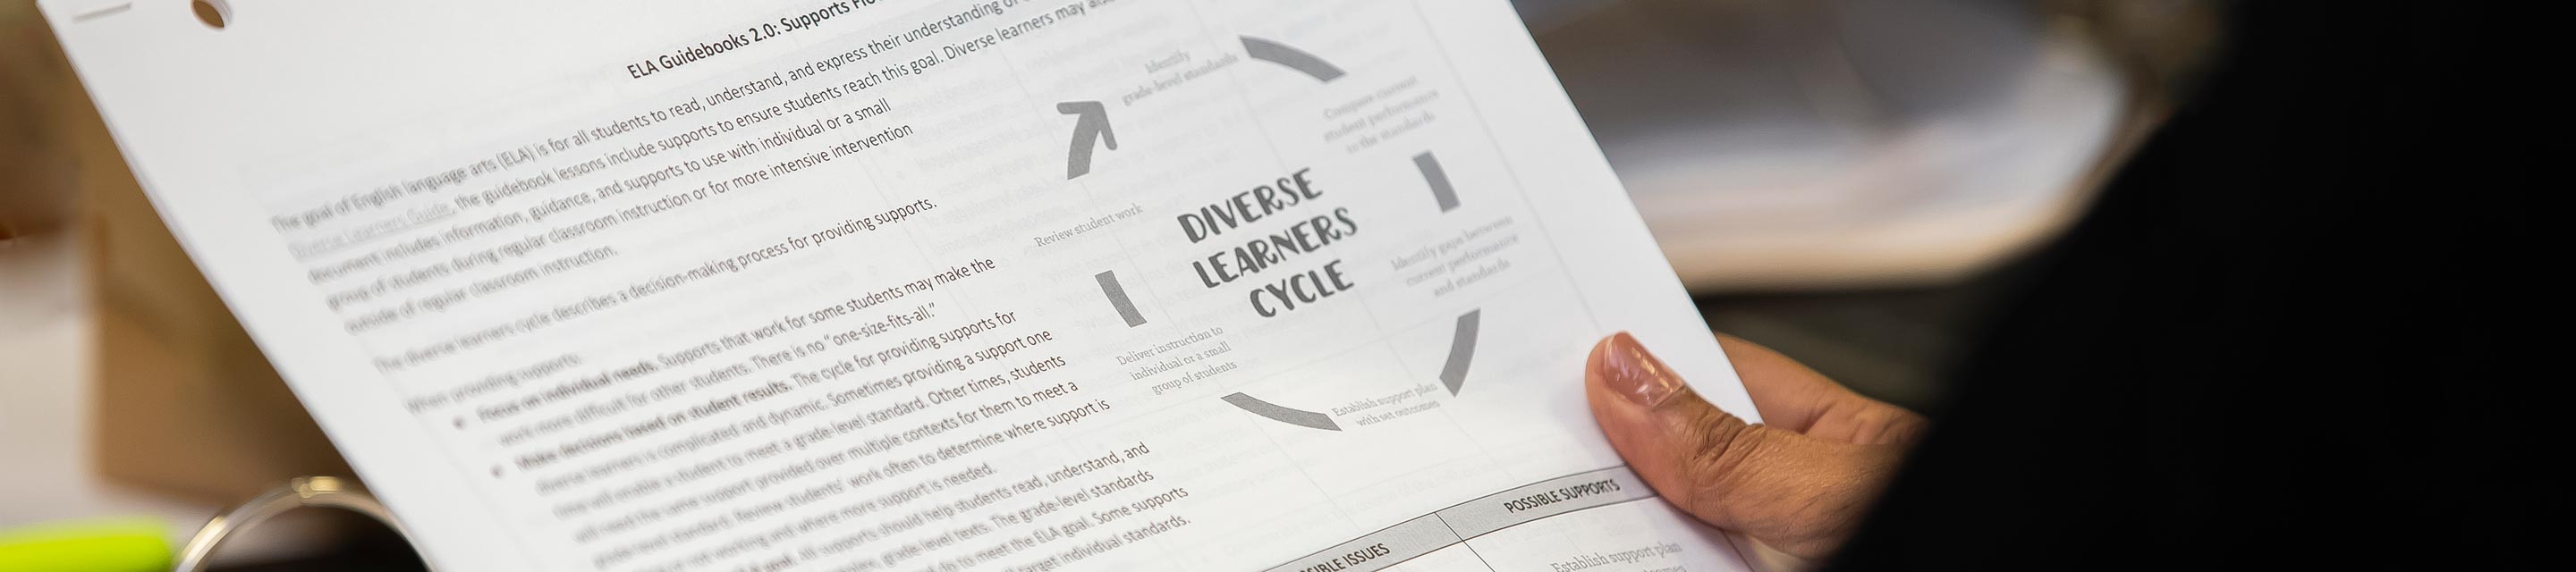 ELA Guidebooks 2.0: Supports Flo
The goal of English language arts (ELA) is for all students to read, understand, and express their understanding of
Diverse Learners Guide, the guidebook lessons include supports to ensure students reach this goal. Diverse learners may
document includes information, guidance, and supports to use with individual or a small
group of students during regular classroom instruction or for more intensive intervention
outside of regular classroom instruction.
The diverse learners cycle describes a decision-making process for providing supports.
When providing supports:
• Focus on individual needs. Supports that work for some students may make the
work more difficult for other students. There is no "one-size-fits-all."
• Make decisions based on student results. The cycle for providing supports for
diverse learners is complicated and dynamic. Sometimes providing a support one
time will enable a student to meet a grade-level standard. Other times, students
will need the same support provided over multiple contexts for them to meet a
grade-level standard. Review students' work often to determine where support is
or not working and where more support is needed.
goal. All supports should help students read, understand, and
grade-level texts. The grade-level standards
do to meet the ELA goal. Some supports
target individual standards.
DIVERSE
LEARNERS
CYCLE
Identify
grade-level standards
Compare current
student performance
to the standards
Identify gaps between
current performance
and standards
Establish support plan
with set outcomes
Deliver instruction to
individual or a small
group of students
Review student work
SIBLE ISSUES
POSSIBLE SUPPORTS
Establish support plan